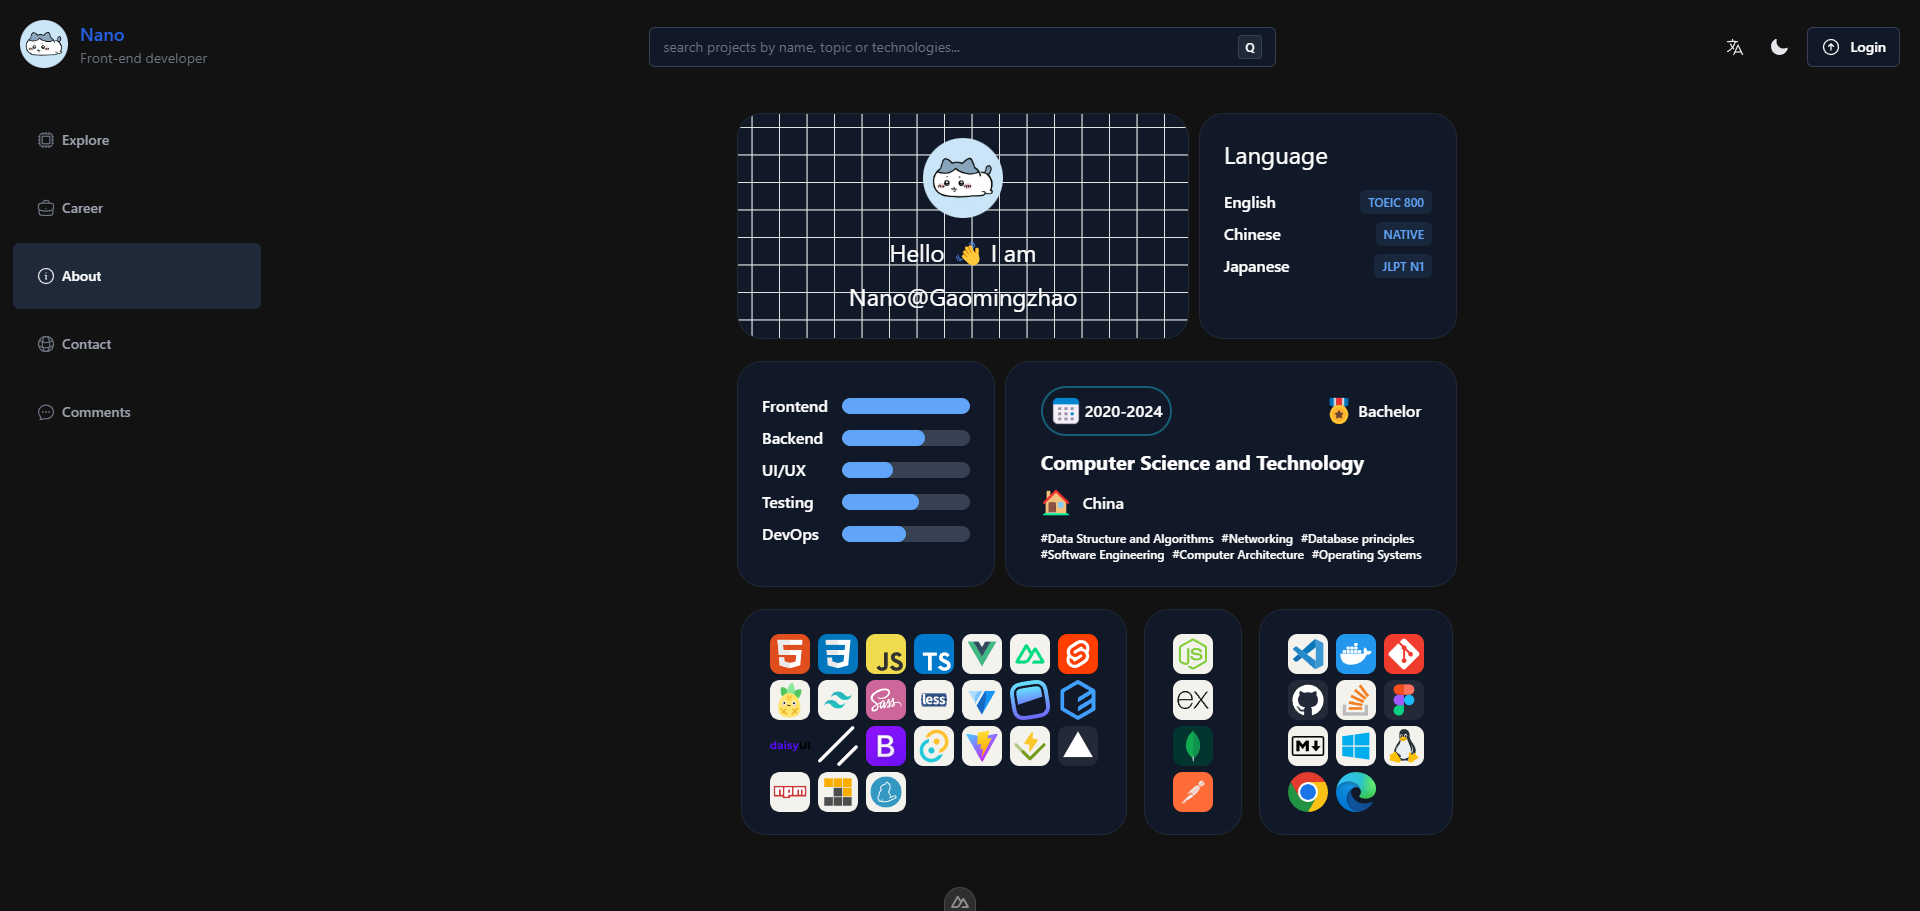 Nano
Front-end developer
search projects by name, topic or technologies...
Q
Login
Explore
Career
About
Contact
Comments
Hello 👋 I am
Nano@Gaomingzhao
Language
English TOEIC 800
Chinese NATIVE
Japanese JLPT N1
Frontend
Backend
UI/UX
Testing
DevOps
2020-2024
Bachelor
Computer Science and Technology
China
#Data Structure and Algorithms #Networking #Database principles
#Software Engineering #Computer Architecture #Operating Systems
JS TS
Sass less
daisyUI B
npm
JS
ex
M